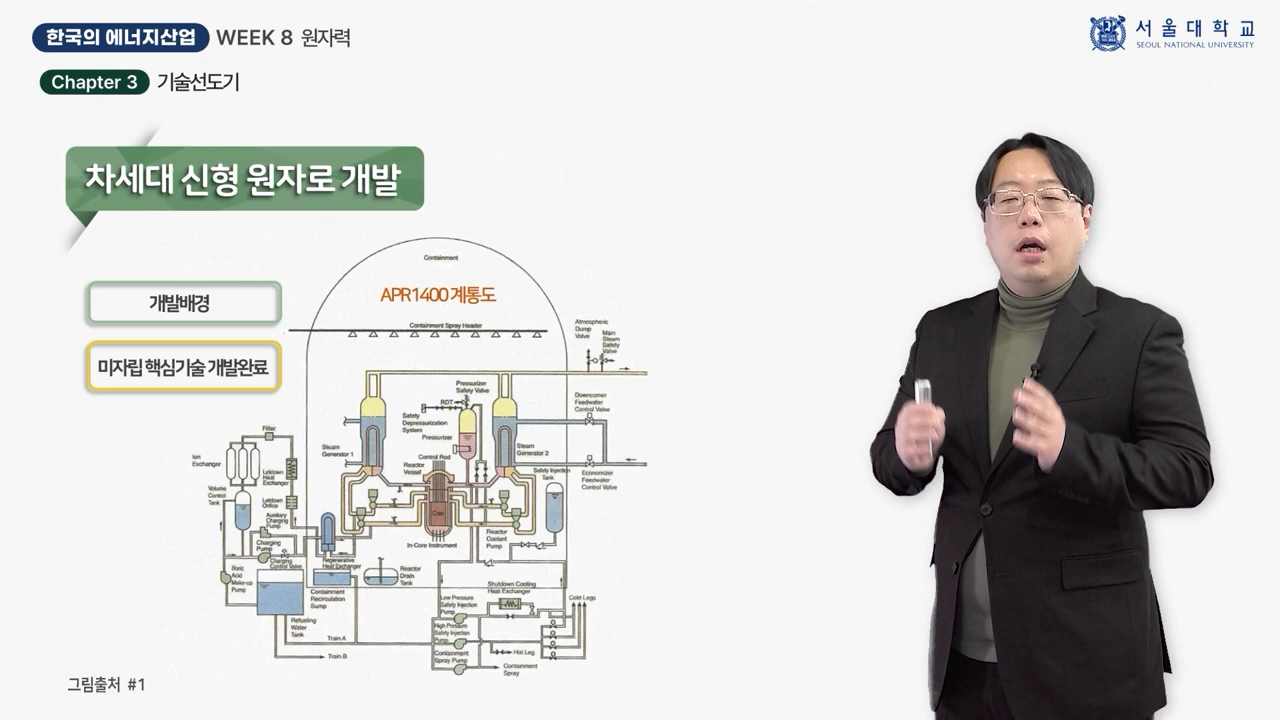 한국의 에너지산업 WEEK 8 원자력
서울대학교
SEOUL NATIONAL UNIVERSITY
Chapter 3 기술선도기
차세대 신형 원자로 개발
개발배경
미자립 핵심기술 개발완료
Containment
APR1400 계통도
Containment Spray Header
Atmospheric
Dump
Valve
Main
Steam
Safety
Valve
Pressurizer
Safety Valve
RDT
Safety
Depressurization
System
Pressurizer
Downcomer
Feedwater
Control Valve
Steam
Generator 1
Control Rod
Reactor
Vessel
Core
Steam
Generator 2
Safety Injection
Tank
Economizer
Feedwater
Control Valve
Filter
Ion
Exchanger
Letdown
Heat
Exchanger
Volume
Control
Tank
Letdown
Orifice
Auxiliary
Charging
Pump
Charging
Pump
Charging
Control Valve
In-Core Instrument
Reactor
Coolant
Pump
Regenerative
Heat Exchanger
Boric
Acid
Make-up
Pump
Containment
Recirculation
Sump
Reactor
Drain
Tank
Shutdown Cooling
Heat Exchanger
Refueling
Water
Tank
Low Pressure
Safety Injection
Pump
High Pressure
Safety Injection
Pump
Containment
Spray Pump
Cold Legs
Hot Leg
Containment
Spray
Train A
Train B
그림출처 #1